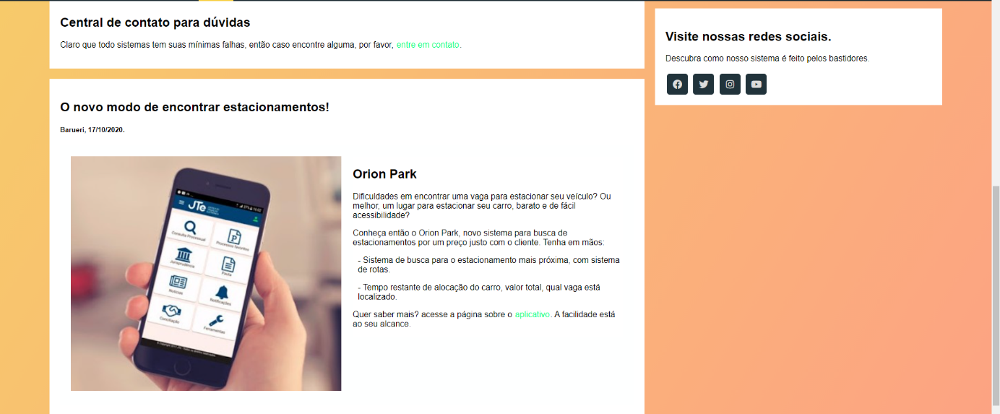 Central de contato para dúvidas
Claro que todo sistemas tem suas mínimas falhas, então caso encontre alguma, por favor, entre em contato.
Visite nossas redes sociais.
Descubra como nosso sistema é feito pelos bastidores.
O novo modo de encontrar estacionamentos!
Barueri, 17/10/2020.
JTe
Consulta Processual
Processos favoritos
Jurisprudência
Pauta
Notícias
Notificações
Conciliação
Ferramentas
Orion Park
Dificuldades em encontrar uma vaga para estacionar seu veículo? Ou
melhor, um lugar para estacionar seu carro, barato e de fácil
acessibilidade?
Conheça então o Orion Park, novo sistema para busca de
estacionamentos por um preço justo com o cliente. Tenha em mãos:
- Sistema de busca para o estacionamento mais próxima, com sistema
de rotas.
- Tempo restante de alocação do carro, valor total, qual vaga está
localizado.
Quer saber mais? acesse a página sobre o aplicativo. A facilidade está
ao seu alcance.